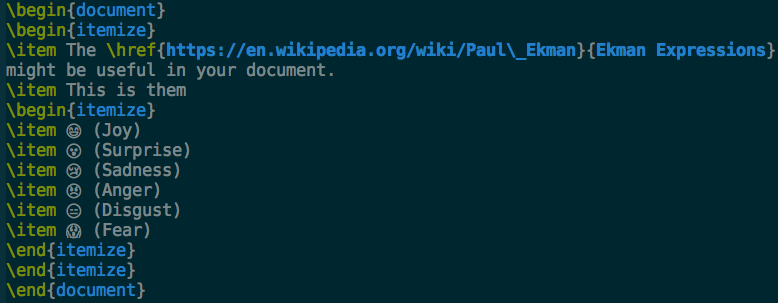 \begin{document}
\begin{itemize}
\item The \href{https://en.wikipedia.org/wiki/Paul\_Ekman}{Ekman Expressions}
might be useful in your document.
\item This is them
\begin{itemize}
\item 😄 (Joy)
\item 😲 (Surprise)
\item 😢 (Sadness)
\item 😠 (Anger)
\item 😑 (Disgust)
\item 😱 (Fear)
\end{itemize}
\end{itemize}
\end{document}